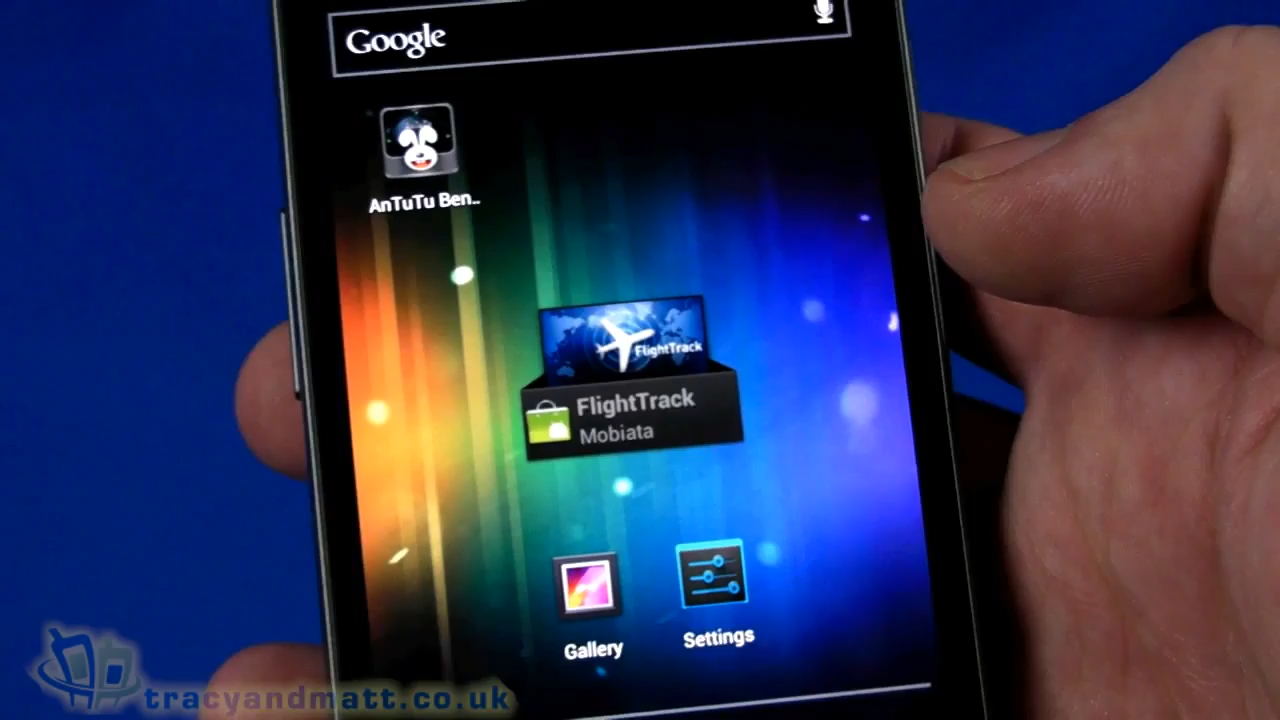 Google
AnTuTu Ben..
FlightTrack
FlightTrack
Mobiata
Gallery
Settings
tracyandmatt.co.uk